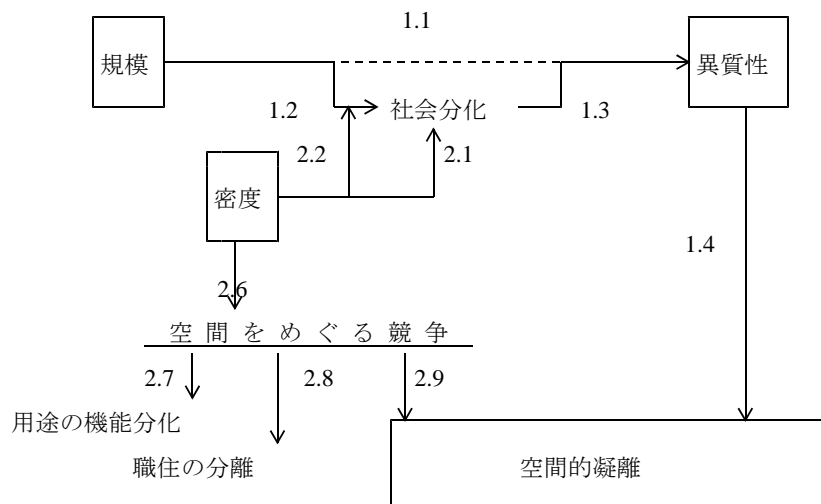 1.1
規模
異質性
1.2
社会分化
1.3
2.2
2.1
密度
1.4
2.6
空間をめぐる競争
2.7
2.8
2.9
用途の機能分化
職住の分離
空間的凝離